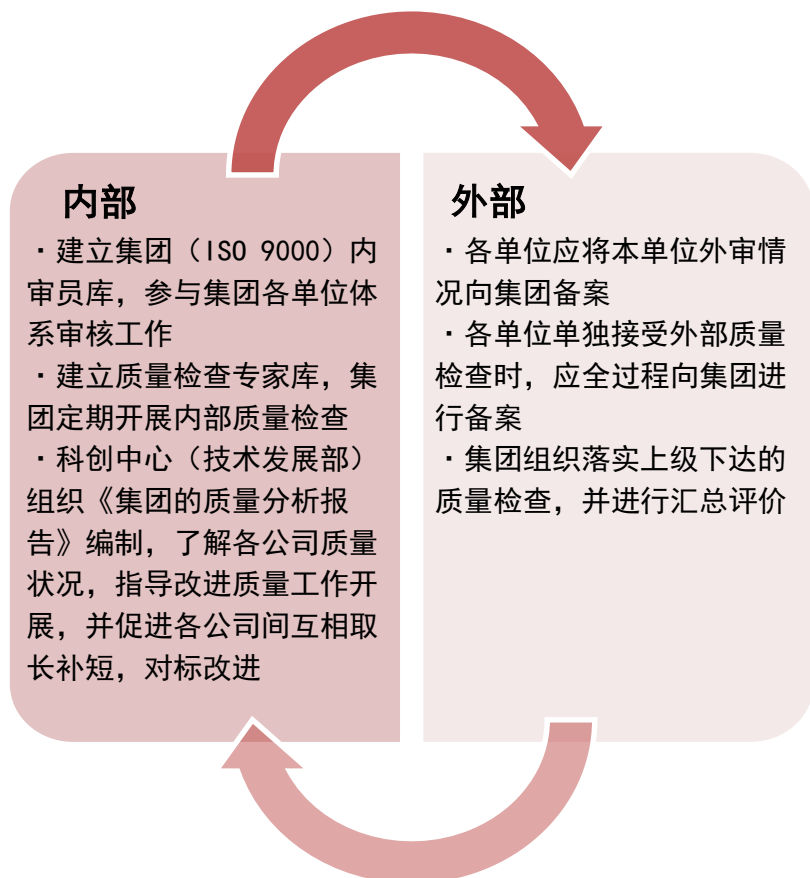 内部
·建立集团（ISO 9000）内
审员库，参与集团各单位体
系审核工作
·建立质量检查专家库，集
团定期开展内部质量检查
·科创中心（技术发展部）
组织《集团的质量分析报
告》编制，了解各公司质量
状况，指导改进质量工作开
展，并促进各公司间互相取
长补短，对标改进
外部
·各单位应将本单位外审情
况向集团备案
·各单位单独接受外部质量
检查时，应全过程向集团进
行备案
·集团组织落实上级下达的
质量检查，并进行汇总评价